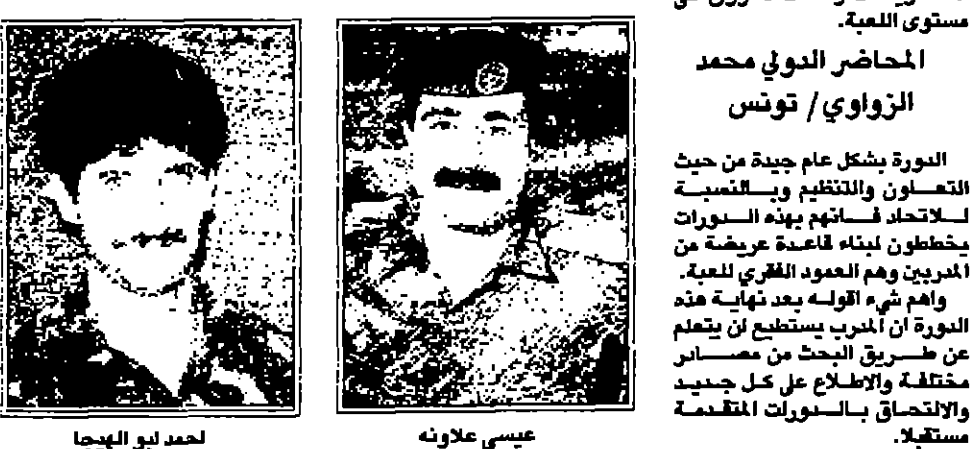 مستوى اللعبة.
المحاضر الدولي محمد
الزواوي / تونس
الدورة بشكل عام جيدة من حيث
التعاون والتنظيم وبالنسبة
للاتحاد فانهم بهذه الدورات
يخططون لبناء قاعدة عريضة من
المدربين وهم العمود الفقري للعبة.
واهم شيء اقوله بعد نهاية هذه
الدورة ان المدرب يستطيع ان يتعلم
عن طريق البحث من مصادر
مختلفة والاطلاع على كل جديد
والالتحاق بالدورات المتقدمة
مستقبلا.
عيسى علاونه
احمد ابو الهيجا